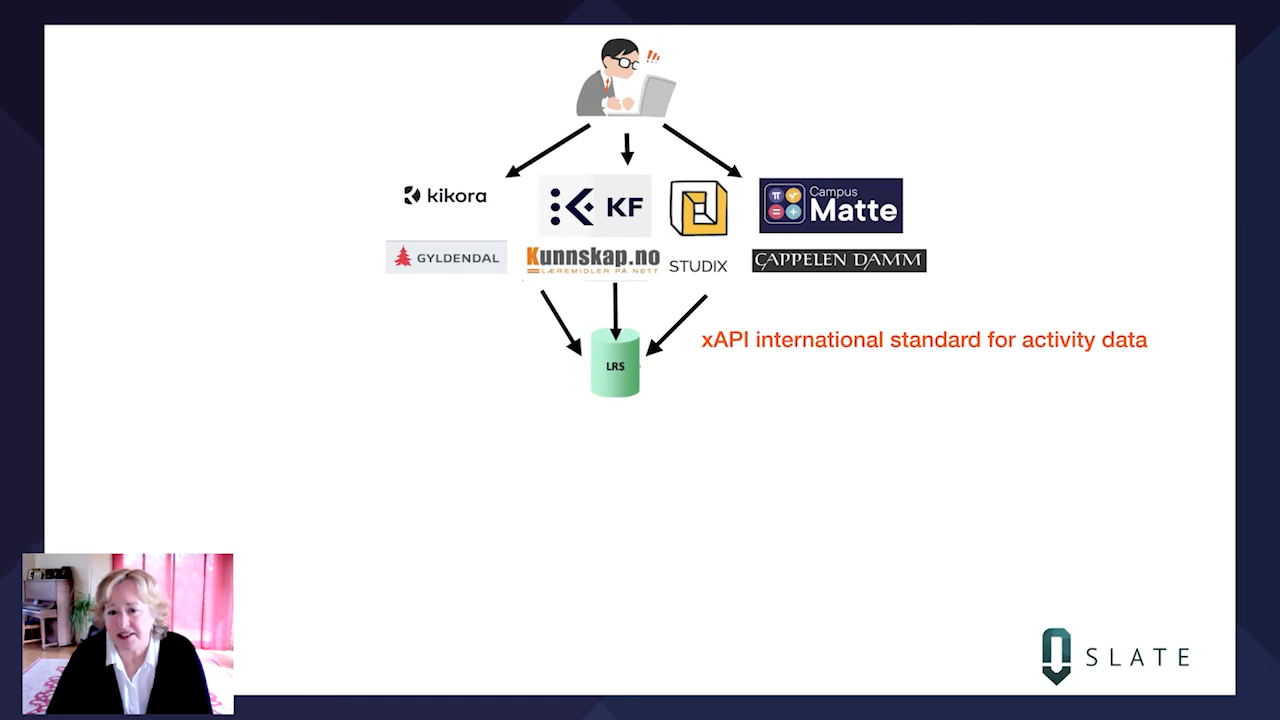 !!!
kikora
KF
Campus
Matte
GYLDENDAL
Kunnskap.no
LÆREMIDLER PÅ NETT
STUDIX
CAPPELEN DAMM
xAPI international standard for activity data
LRS
SLATE